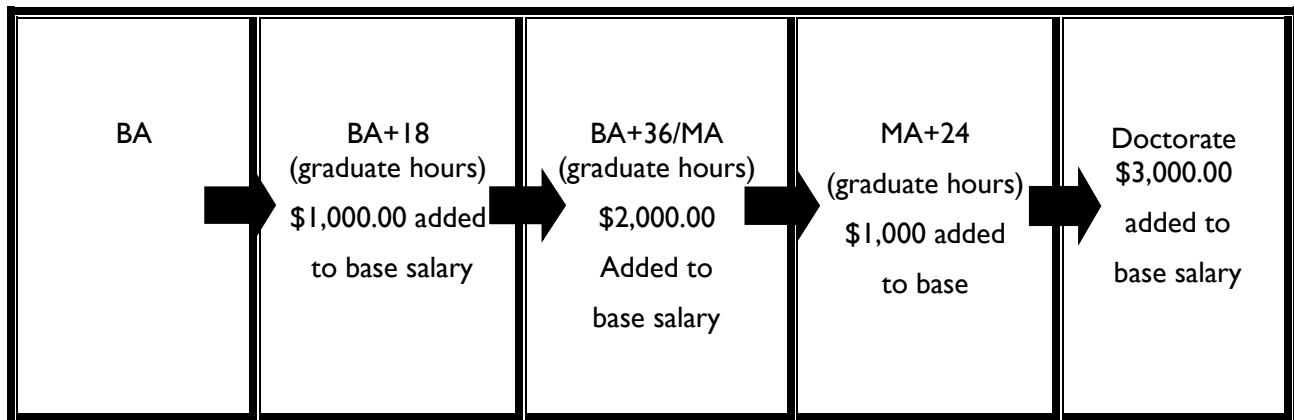 BA
BA+18
(graduate hours)
$1,000.00 added
to base salary
BA+36/MA
(graduate hours)
$2,000.00
Added to
base salary
MA+24
(graduate hours)
$1,000 added
to base
Doctorate
$3,000.00
added to
base salary